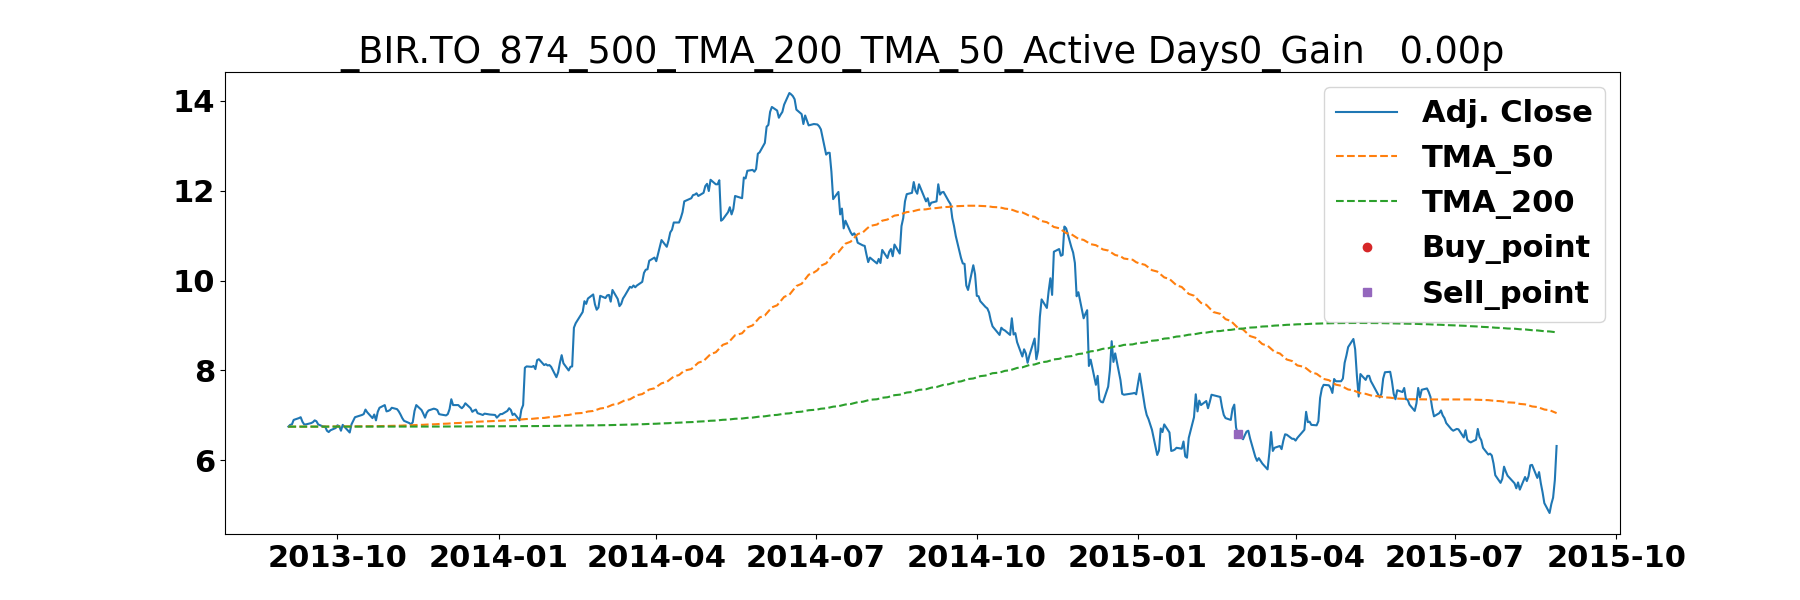 _BIR.TO_874_500_TMA_200_TMA_50_Active Days0_Gain   0.00p
14
12
10
8
6
Adj. Close
TMA_50
TMA_200
Buy_point
Sell_point
2013-10 2014-01 2014-04 2014-07 2014-10 2015-01 2015-04 2015-07 2015-10